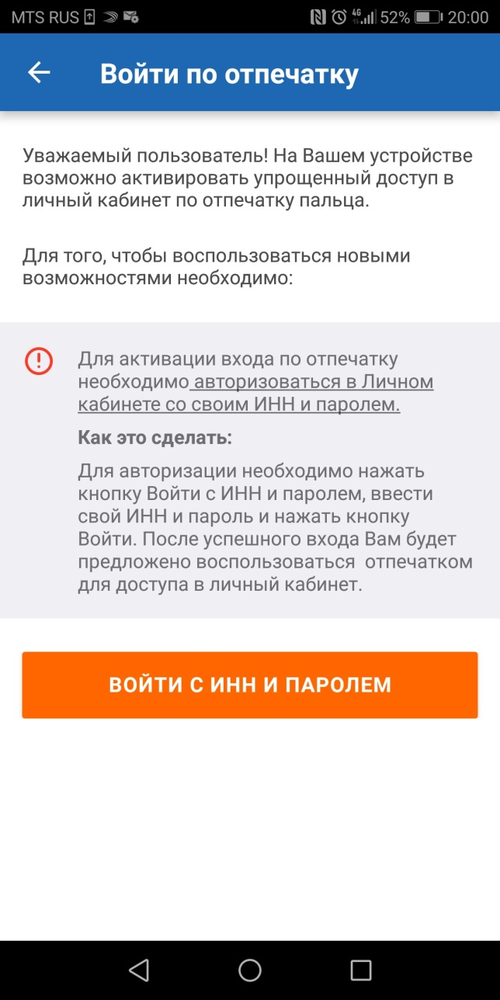 MTS RUS 4G 52% 20:00
Войти по отпечатку
Уважаемый пользователь! На Вашем устройстве
возможно активировать упрощенный доступ в
личный кабинет по отпечатку пальца.
Для того, чтобы воспользоваться новыми
возможностями необходимо:
Для активации входа по отпечатку
необходимо авторизоваться в Личном
кабинете со своим ИНН и паролем.
Как это сделать:
Для авторизации необходимо нажать
кнопку Войти с ИНН и паролем, ввести
свой ИНН и пароль и нажать кнопку
Войти. После успешного входа Вам будет
предложено воспользоваться  отпечатком
для доступа в личный кабинет.
ВОЙТИ С ИНН И ПАРОЛЕМ